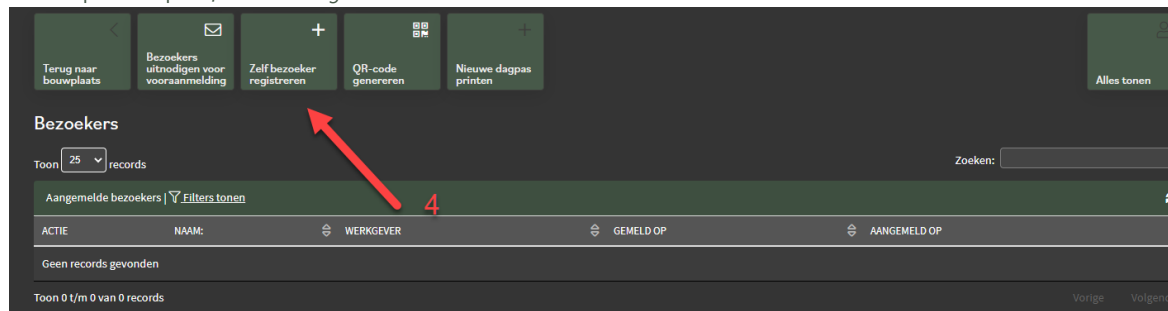 Terug naar
bouwplaats
Bezoekers
uitnodigen voor
vooraanmelding
Zelf bezoeker
registreren
QR-code
genereren
Nieuwe dagpas
printen
Alles tonen
Bezoekers
Toon 25 records
Zoeken:
Aangemelde bezoekers | Filters tonen
4
ACTIE NAAM: WERKGEVER GEMELD OP AANGEMELD OP
Geen records gevonden
Toon 0 t/m 0 van 0 records
Vorige